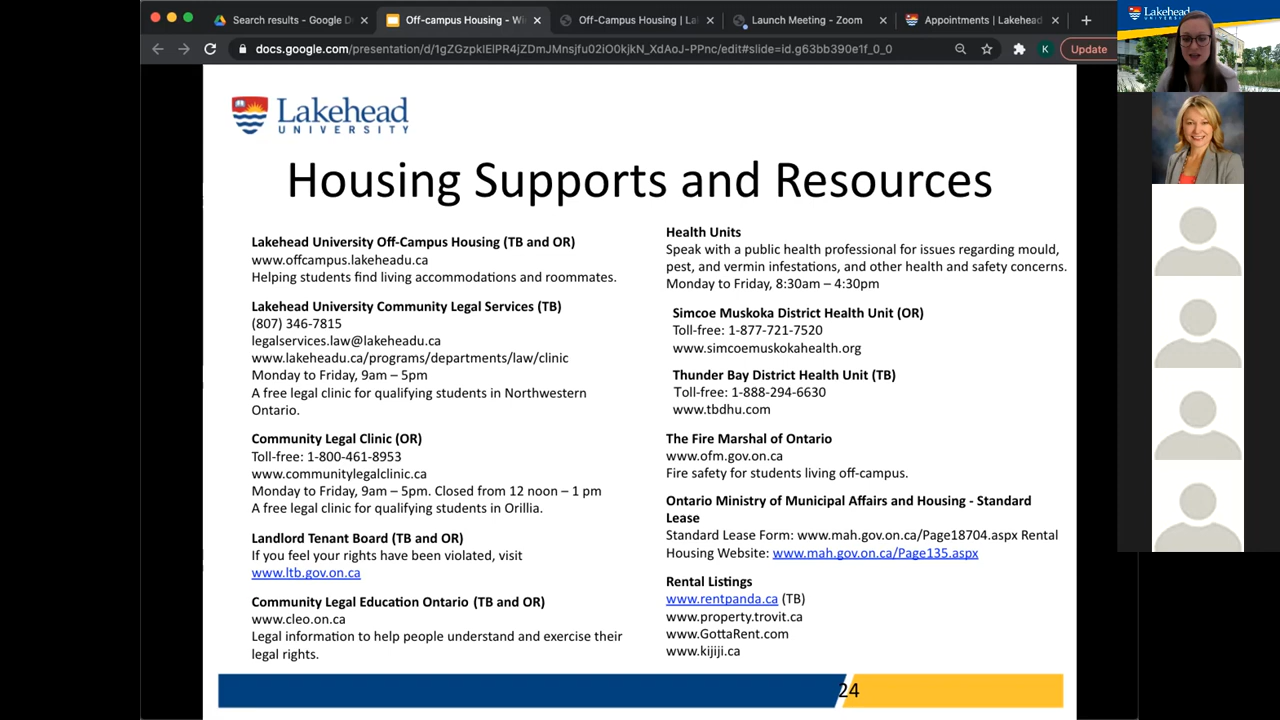 Search results - Google D
Off-campus Housing - Wi
Off-Campus Housing | La
Launch Meeting - Zoom
Appointments | Lakehead
docs.google.com/presentation/d/1gZGzpklElPR4jZDmJMnsjfu02iO0kjkN_XdAoJ-PPnc/edit#slide=id.g63bb390e1f_0_0
K
Update
Lakehead
Lakehead
UNIVERSITY
Housing Supports and Resources
Lakehead University Off-Campus Housing (TB and OR)
www.offcampus.lakeheadu.ca
Helping students find living accommodations and roommates.
Lakehead University Community Legal Services (TB)
(807) 346-7815
legalservices.law@lakeheadu.ca
www.lakeheadu.ca/programs/departments/law/clinic
Monday to Friday, 9am – 5pm
A free legal clinic for qualifying students in Northwestern
Ontario.
Community Legal Clinic (OR)
Toll-free: 1-800-461-8953
www.communitylegalclinic.ca
Monday to Friday, 9am – 5pm. Closed from 12 noon – 1 pm
A free legal clinic for qualifying students in Orillia.
Landlord Tenant Board (TB and OR)
If you feel your rights have been violated, visit
www.ltb.gov.on.ca
Community Legal Education Ontario (TB and OR)
www.cleo.on.ca
Legal information to help people understand and exercise their
legal rights.
Health Units
Speak with a public health professional for issues regarding mould,
pest, and vermin infestations, and other health and safety concerns.
Monday to Friday, 8:30am – 4:30pm
Simcoe Muskoka District Health Unit (OR)
Toll-free: 1-877-721-7520
www.simcoemuskokahealth.org
Thunder Bay District Health Unit (TB)
Toll-free: 1-888-294-6630
www.tbdhu.com
The Fire Marshal of Ontario
www.ofm.gov.on.ca
Fire safety for students living off-campus.
Ontario Ministry of Municipal Affairs and Housing - Standard
Lease
Standard Lease Form: www.mah.gov.on.ca/Page18704.aspx Rental
Housing Website: www.mah.gov.on.ca/Page135.aspx
Rental Listings
www.rentpanda.ca (TB)
www.property.trovit.ca
www.GottaRent.com
www.kijiji.ca
24